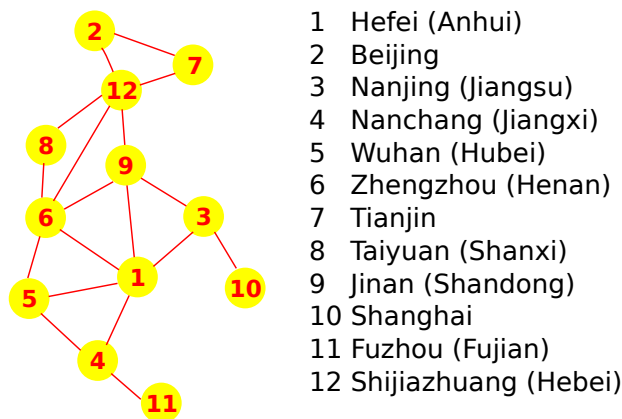 1 Hefei (Anhui)
2 Beijing
3 Nanjing (Jiangsu)
4 Nanchang (Jiangxi)
5 Wuhan (Hubei)
6 Zhengzhou (Henan)
7 Tianjin
8 Taiyuan (Shanxi)
9 Jinan (Shandong)
10 Shanghai
11 Fuzhou (Fujian)
12 Shijiazhuang (Hebei)
2
7
12
8
9
6
3
1
10
5
4
11